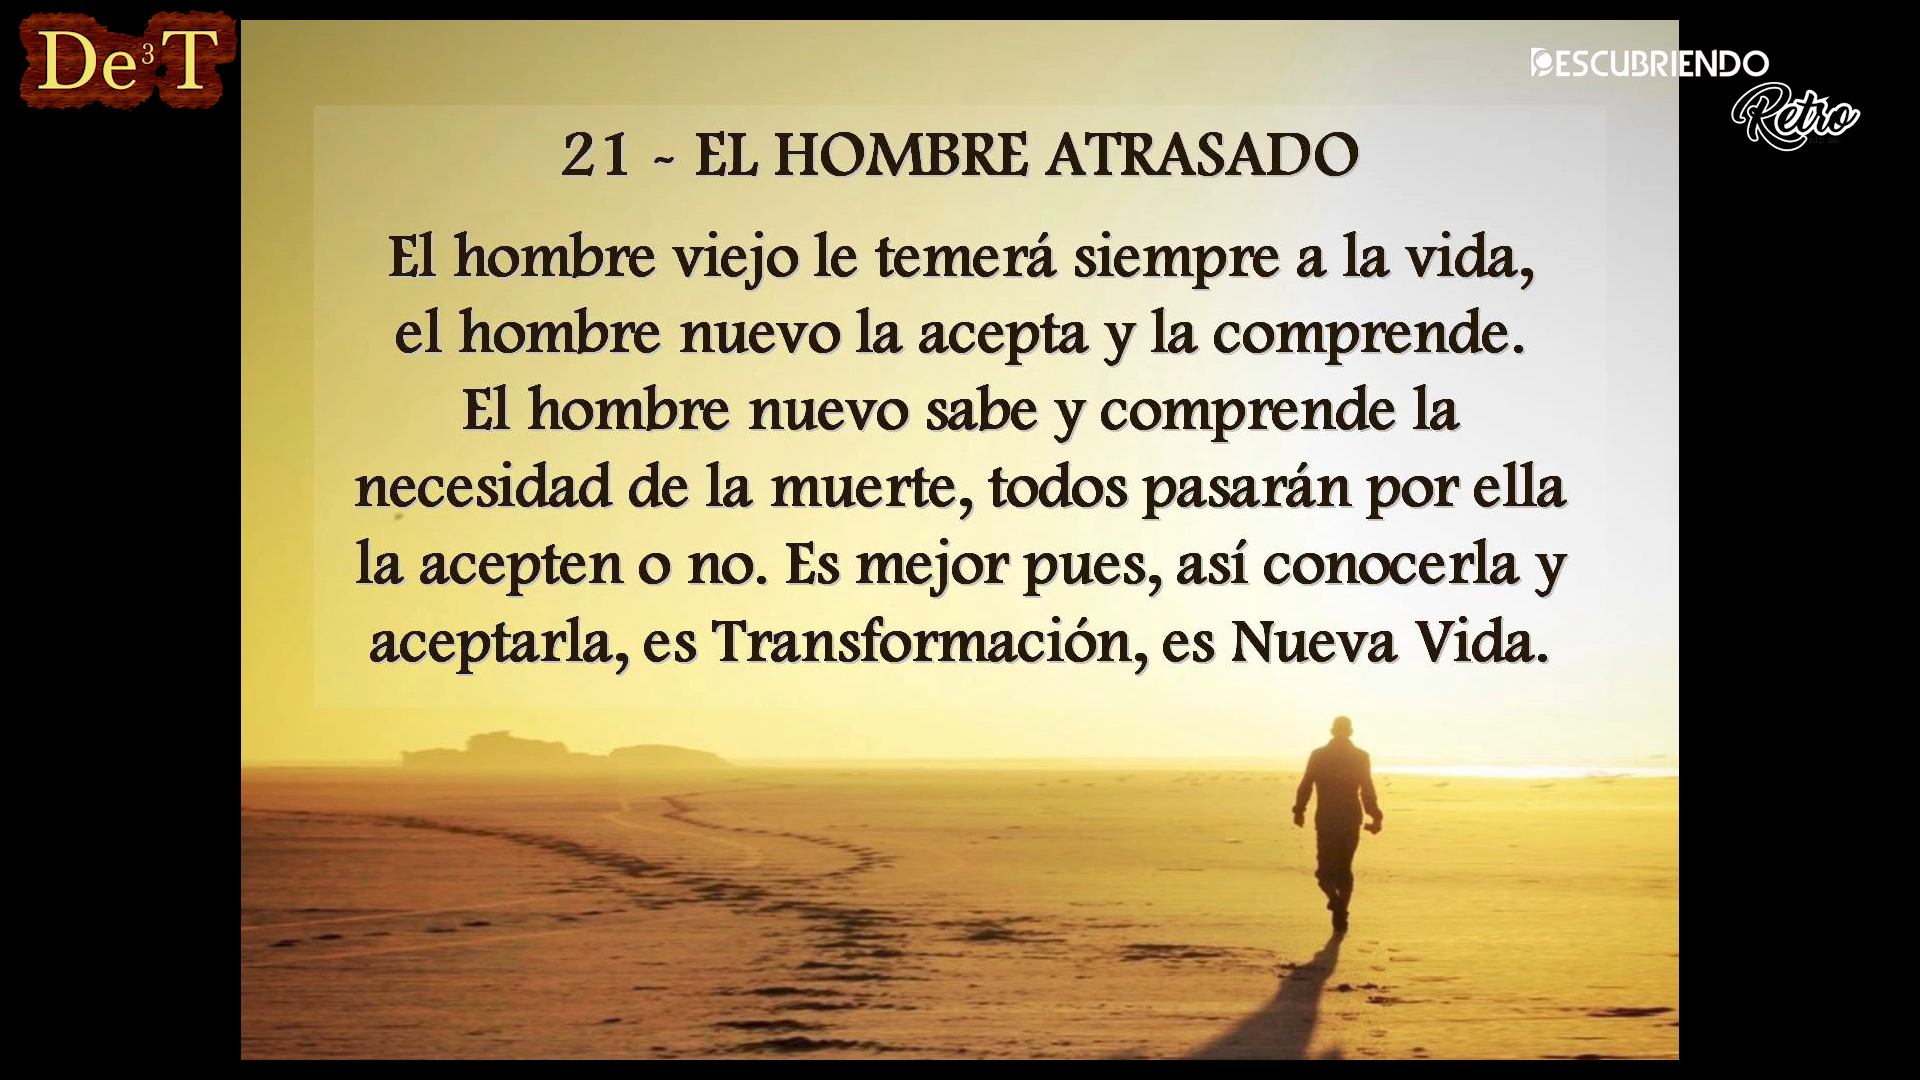 De³T
DESCUBRIENDO
Retro
21 - EL HOMBRE ATRASADO
El hombre viejo le temerá siempre a la vida,
el hombre nuevo la acepta y la comprende.
El hombre nuevo sabe y comprende la
necesidad de la muerte, todos pasarán por ella
la acepten o no. Es mejor pues, así conocerla y
aceptarla, es Transformación, es Nueva Vida.